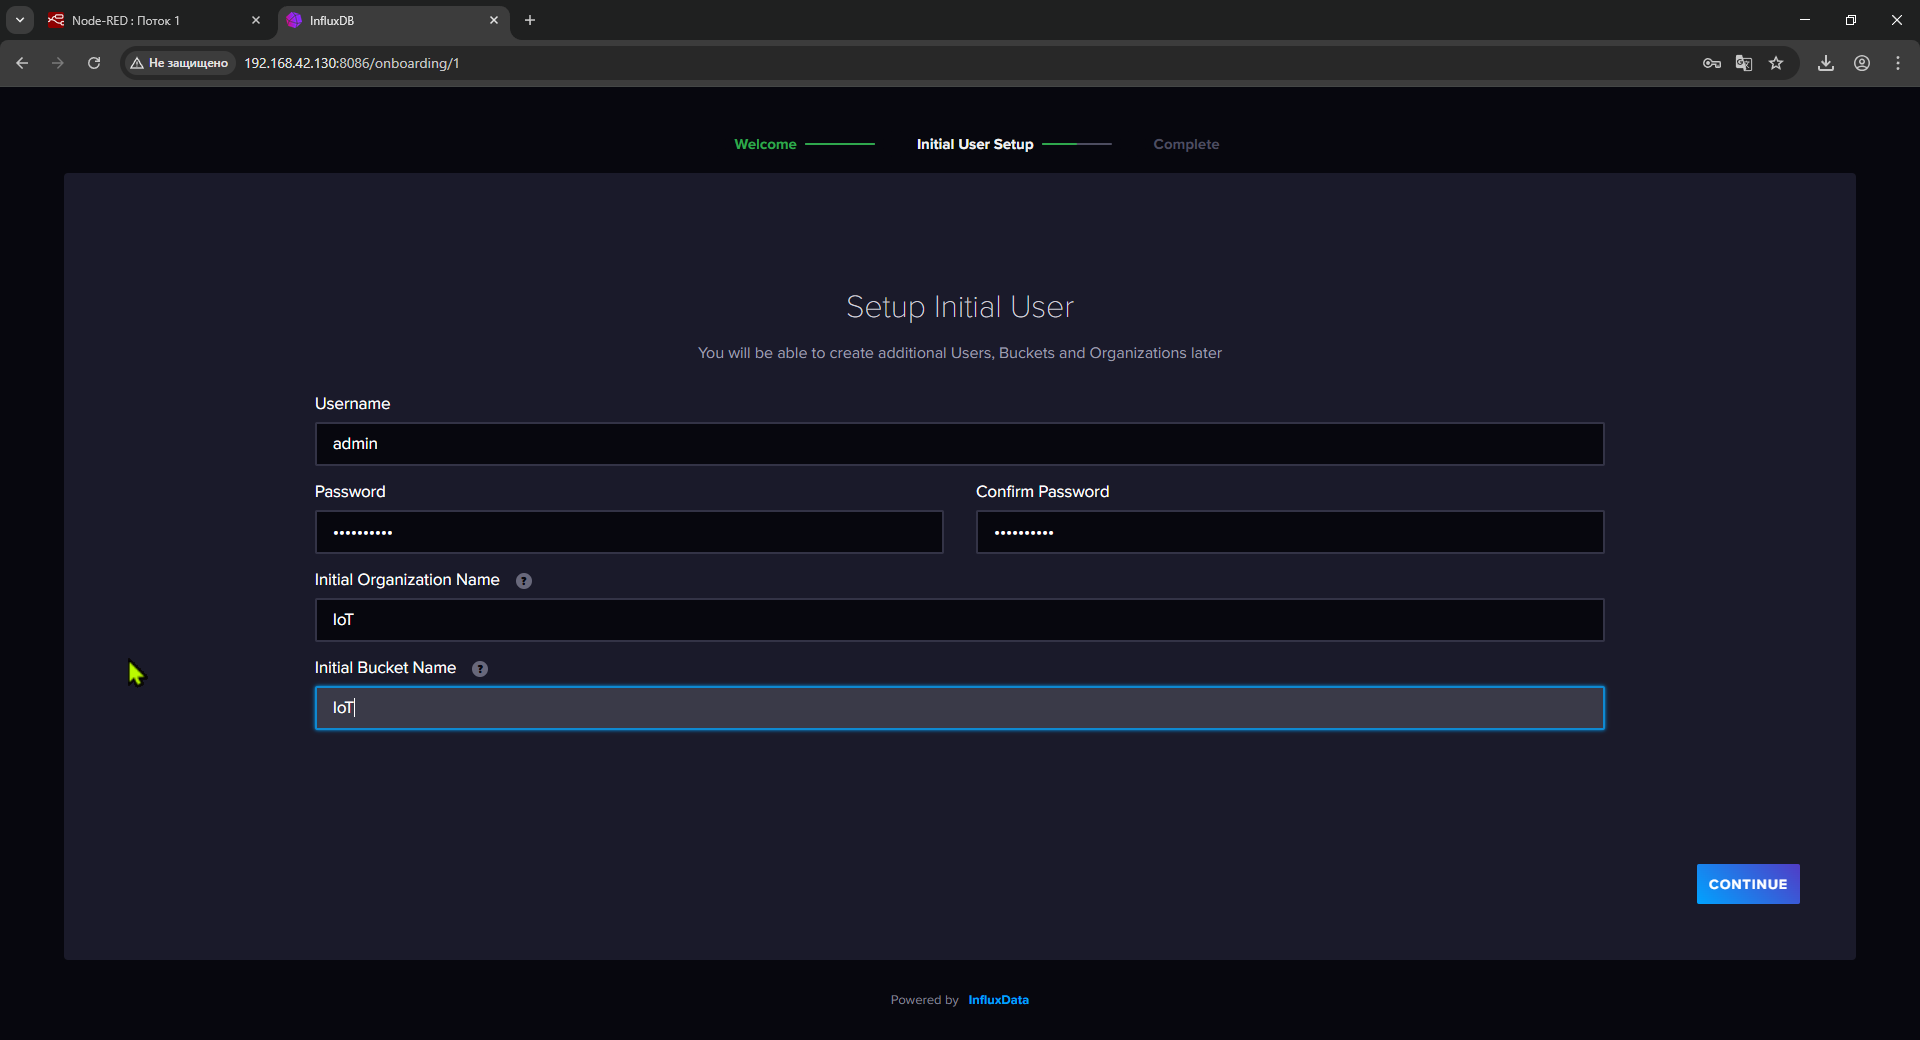 Node-RED : Поток 1
InfluxDB
Не защищено
192.168.42.130:8086/onboarding/1
Welcome
Initial User Setup
Complete
Setup Initial User
You will be able to create additional Users, Buckets and Organizations later
Username
admin
Password
Confirm Password
••••••••••
••••••••••
Initial Organization Name ?
IoT
Initial Bucket Name ?
IoT
CONTINUE
Powered by InfluxData